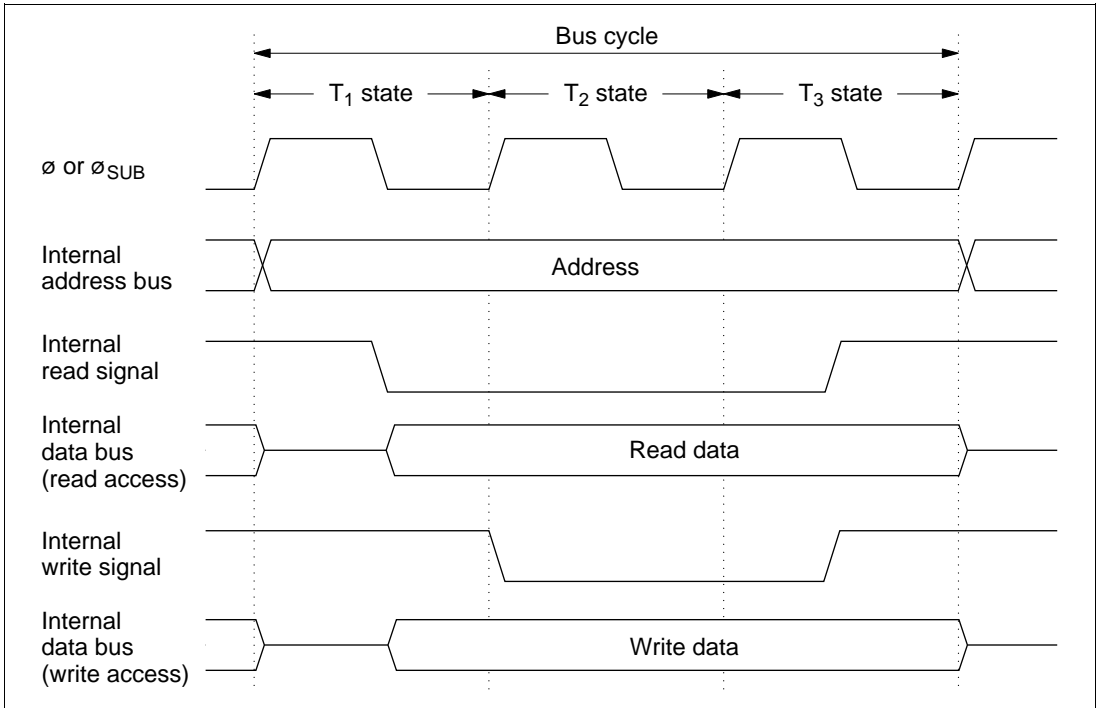 Bus cycle
T₁ state
T₂ state
T₃ state
ø or øSUB
Internal
address bus
Address
Internal
read signal
Internal
data bus
(read access)
Read data
Internal
write signal
Internal
data bus
(write access)
Write data